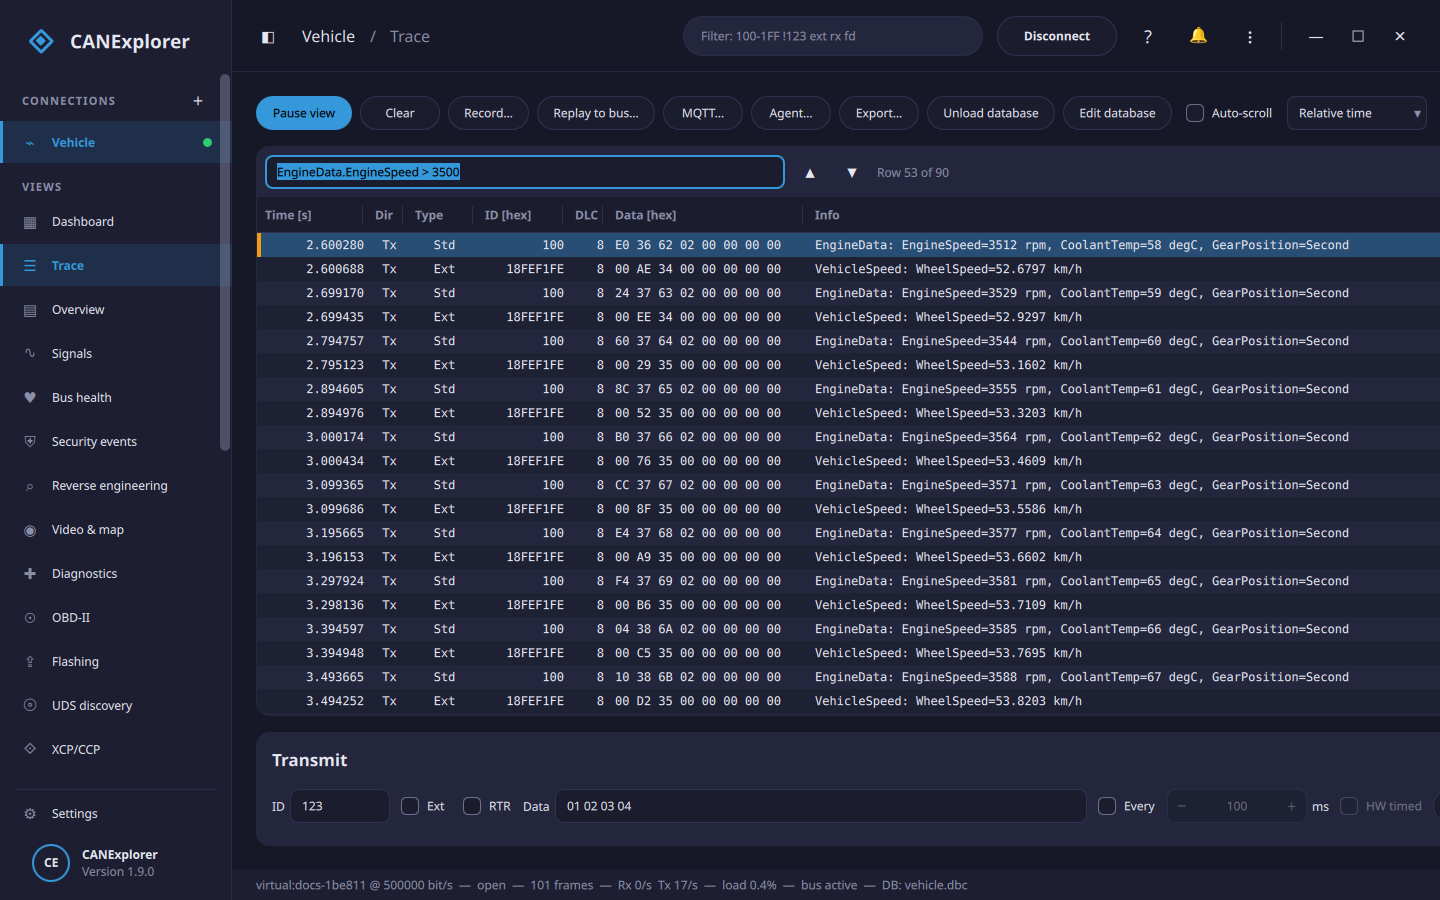 CANExplorer
Vehicle / Trace
Filter: 100-1FF !123 ext rx fd
Disconnect
?
CONNECTIONS +
Vehicle
VIEWS
Dashboard
Trace
Overview
Signals
Bus health
Security events
Reverse engineering
Video & map
Diagnostics
OBD-II
Flashing
UDS discovery
XCP/CCP
Settings
CE
CANExplorer
Version 1.9.0
Pause view Clear Record... Replay to bus... MQTT... Agent... Export... Unload database Edit database Auto-scroll Relative time
EngineData.EngineSpeed > 3500 ▲ ▼ Row 53 of 90
Time [s] Dir Type ID [hex] DLC Data [hex] Info
2.600280 Tx Std 100 8 E0 36 62 02 00 00 00 00 EngineData: EngineSpeed=3512 rpm, CoolantTemp=58 degC, GearPosition=Second
2.600688 Tx Ext 18FEF1FE 8 00 AE 34 00 00 00 00 00 VehicleSpeed: WheelSpeed=52.6797 km/h
2.699170 Tx Std 100 8 24 37 63 02 00 00 00 00 EngineData: EngineSpeed=3529 rpm, CoolantTemp=59 degC, GearPosition=Second
2.699435 Tx Ext 18FEF1FE 8 00 EE 34 00 00 00 00 00 VehicleSpeed: WheelSpeed=52.9297 km/h
2.794757 Tx Std 100 8 60 37 64 02 00 00 00 00 EngineData: EngineSpeed=3544 rpm, CoolantTemp=60 degC, GearPosition=Second
2.795123 Tx Ext 18FEF1FE 8 00 29 35 00 00 00 00 00 VehicleSpeed: WheelSpeed=53.1602 km/h
2.894605 Tx Std 100 8 8C 37 65 02 00 00 00 00 EngineData: EngineSpeed=3555 rpm, CoolantTemp=61 degC, GearPosition=Second
2.894976 Tx Ext 18FEF1FE 8 00 52 35 00 00 00 00 00 VehicleSpeed: WheelSpeed=53.3203 km/h
3.000174 Tx Std 100 8 B0 37 66 02 00 00 00 00 EngineData: EngineSpeed=3564 rpm, CoolantTemp=62 degC, GearPosition=Second
3.000434 Tx Ext 18FEF1FE 8 00 76 35 00 00 00 00 00 VehicleSpeed: WheelSpeed=53.4609 km/h
3.099365 Tx Std 100 8 CC 37 67 02 00 00 00 00 EngineData: EngineSpeed=3571 rpm, CoolantTemp=63 degC, GearPosition=Second
3.099686 Tx Ext 18FEF1FE 8 00 8F 35 00 00 00 00 00 VehicleSpeed: WheelSpeed=53.5586 km/h
3.195665 Tx Std 100 8 E4 37 68 02 00 00 00 00 EngineData: EngineSpeed=3577 rpm, CoolantTemp=64 degC, GearPosition=Second
3.196153 Tx Ext 18FEF1FE 8 00 A9 35 00 00 00 00 00 VehicleSpeed: WheelSpeed=53.6602 km/h
3.297924 Tx Std 100 8 F4 37 69 02 00 00 00 00 EngineData: EngineSpeed=3581 rpm, CoolantTemp=65 degC, GearPosition=Second
3.298136 Tx Ext 18FEF1FE 8 00 B6 35 00 00 00 00 00 VehicleSpeed: WheelSpeed=53.7109 km/h
3.394597 Tx Std 100 8 04 38 6A 02 00 00 00 00 EngineData: EngineSpeed=3585 rpm, CoolantTemp=66 degC, GearPosition=Second
3.394948 Tx Ext 18FEF1FE 8 00 C5 35 00 00 00 00 00 VehicleSpeed: WheelSpeed=53.7695 km/h
3.493665 Tx Std 100 8 10 38 6B 02 00 00 00 00 EngineData: EngineSpeed=3588 rpm, CoolantTemp=67 degC, GearPosition=Second
3.494252 Tx Ext 18FEF1FE 8 00 D2 35 00 00 00 00 00 VehicleSpeed: WheelSpeed=53.8203 km/h
Transmit
ID 123 Ext RTR Data 01 02 03 04 Every − 100 + ms HW timed
virtual:docs-1be811 @ 500000 bit/s — open — 101 frames — Rx 0/s Tx 17/s — load 0.4% — bus active — DB: vehicle.dbc